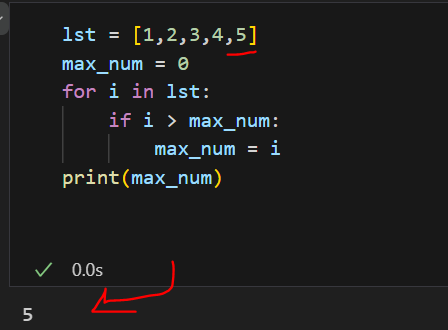 lst = [1,2,3,4,5]
max_num = 0
for i in lst:
    if i > max_num:
        max_num = i
print(max_num)
0.0s
5